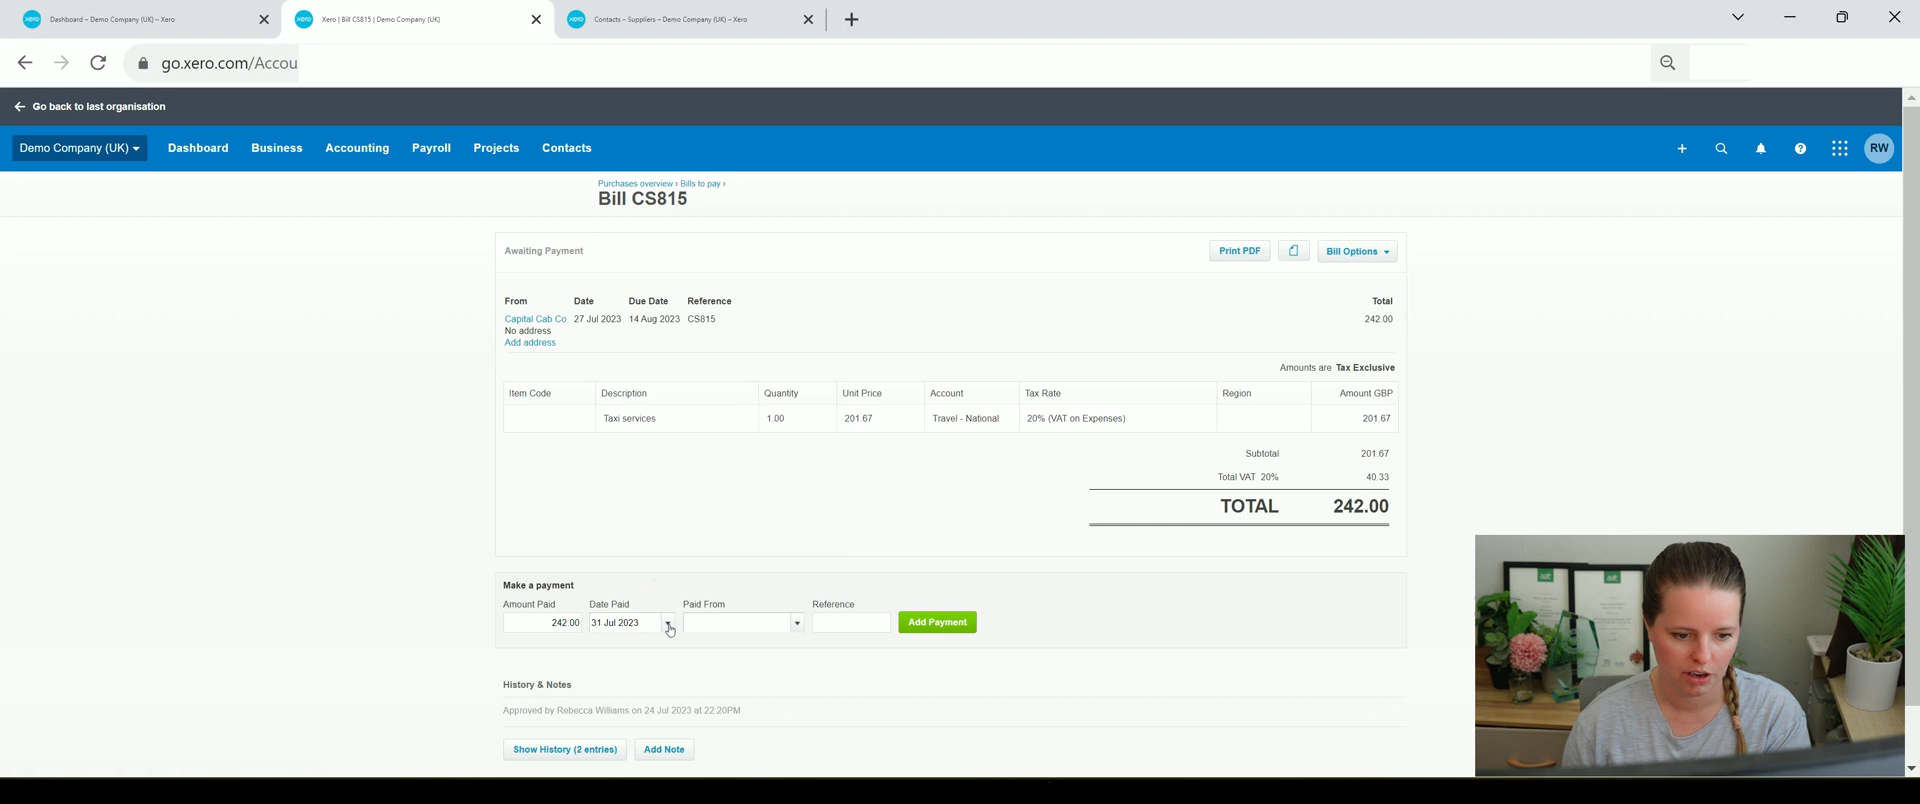 Dashboard – Demo Company (UK) – Xero
Xero | Bill CS815 | Demo Company (UK)
Contacts – Suppliers – Demo Company (UK) – Xero
go.xero.com/Accou
Go back to last organisation
Demo Company (UK) Dashboard Business Accounting Payroll Projects Contacts RW
Purchases overview › Bills to pay ›
Bill CS815
Awaiting Payment Print PDF Bill Options
From Date Due Date Reference Total
Capital Cab Co 27 Jul 2023 14 Aug 2023 CS815 242.00
No address
Add address
Amounts are Tax Exclusive
Item Code Description Quantity Unit Price Account Tax Rate Region Amount GBP
Taxi services 1.00 201.67 Travel - National 20% (VAT on Expenses) 201.67
Subtotal 201.67
Total VAT 20% 40.33
TOTAL 242.00
Make a payment
Amount Paid Date Paid Paid From Reference
242.00 31 Jul 2023 Add Payment
History & Notes
Approved by Rebecca Williams on 24 Jul 2023 at 22:20PM
Show History (2 entries) Add Note